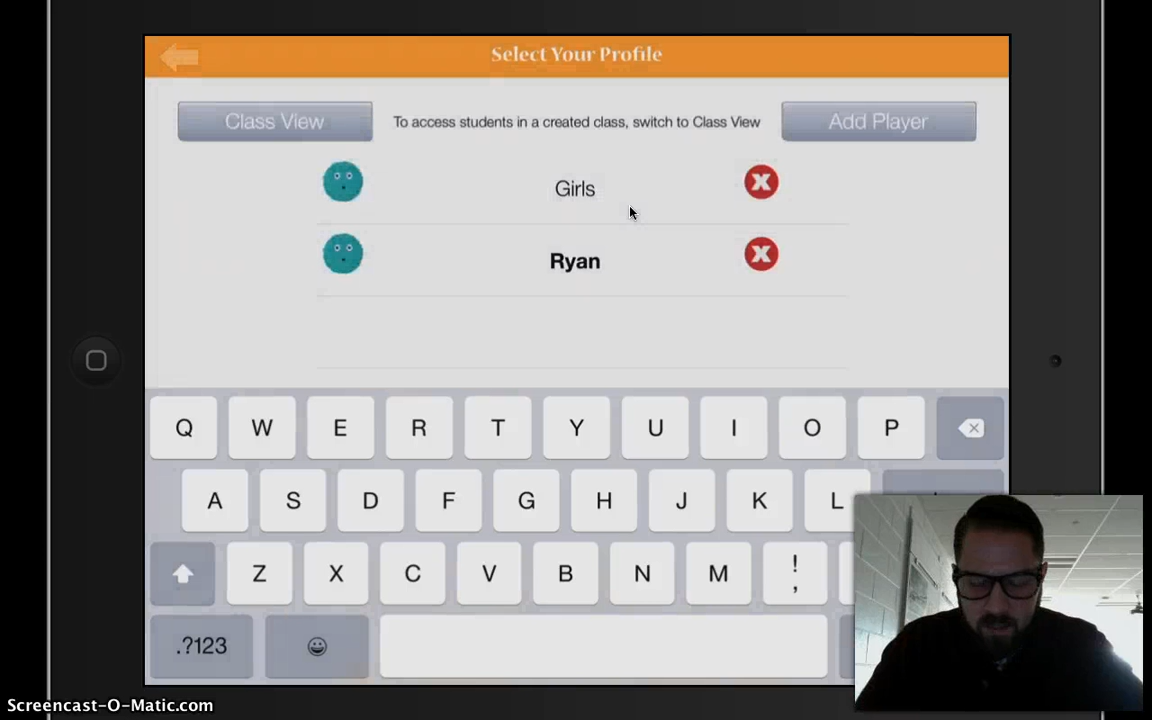 Select Your Profile
Class View To access students in a created class, switch to Class View Add Player
Girls X
Ryan X
Q W E R T Y U I O P
A S D F G H J K L
Z X C V B N M ! ,
.?123
Screencast-O-Matic.com